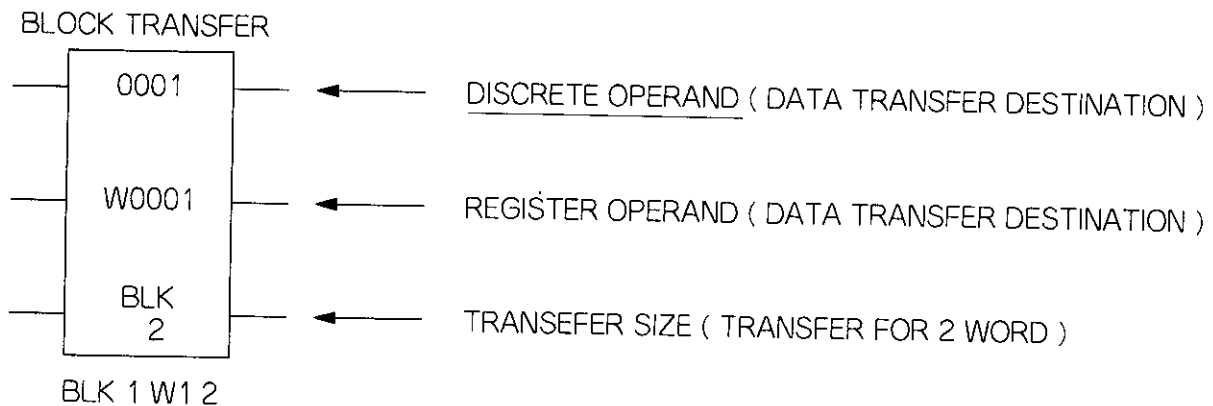 BLOCK TRANSFER
0001
DISCRETE OPERAND ( DATA TRANSFER DESTINATION )
W0001
REGISTER OPERAND ( DATA TRANSFER DESTINATION )
BLK
2
TRANSEFER SIZE ( TRANSFER FOR 2 WORD )
BLK 1 W1 2